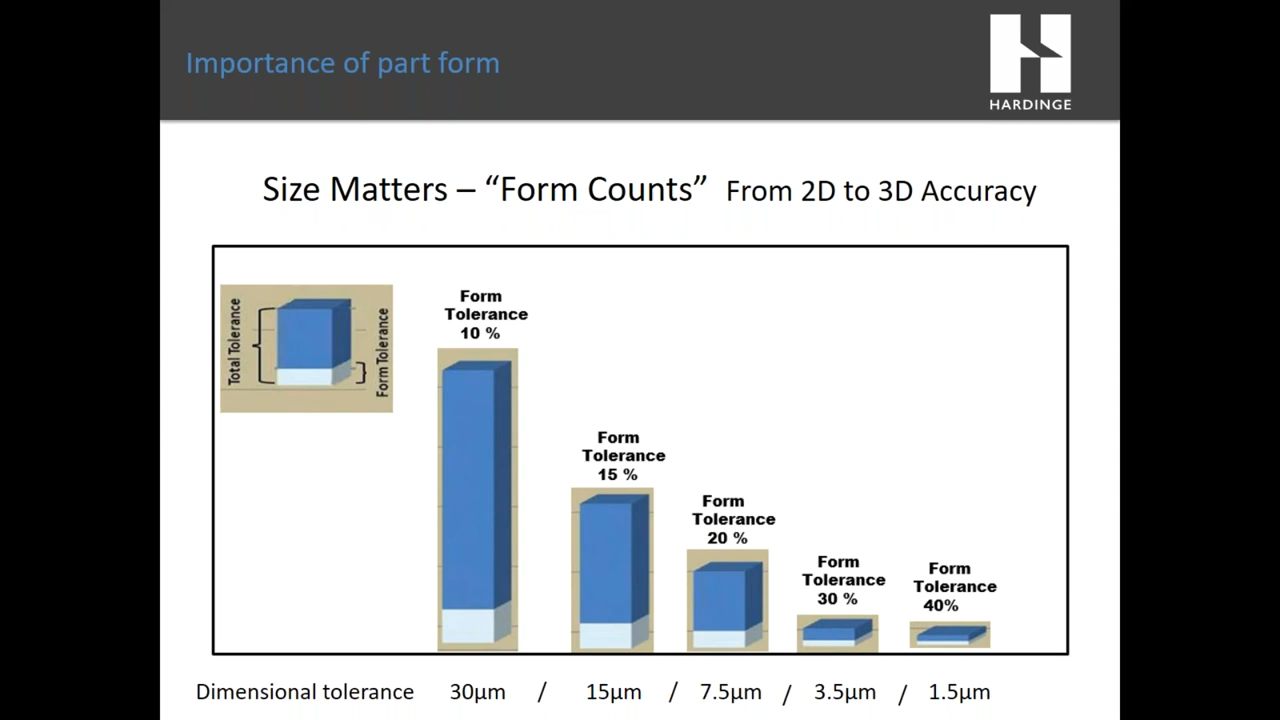 Importance of part form
HARDINGE
Size Matters – “Form Counts” From 2D to 3D Accuracy
Total Tolerance
Form Tolerance
Form
Tolerance
10 %
Form
Tolerance
15 %
Form
Tolerance
20 %
Form
Tolerance
30 %
Form
Tolerance
40%
Dimensional tolerance 30µm / 15µm / 7.5µm / 3.5µm / 1.5µm